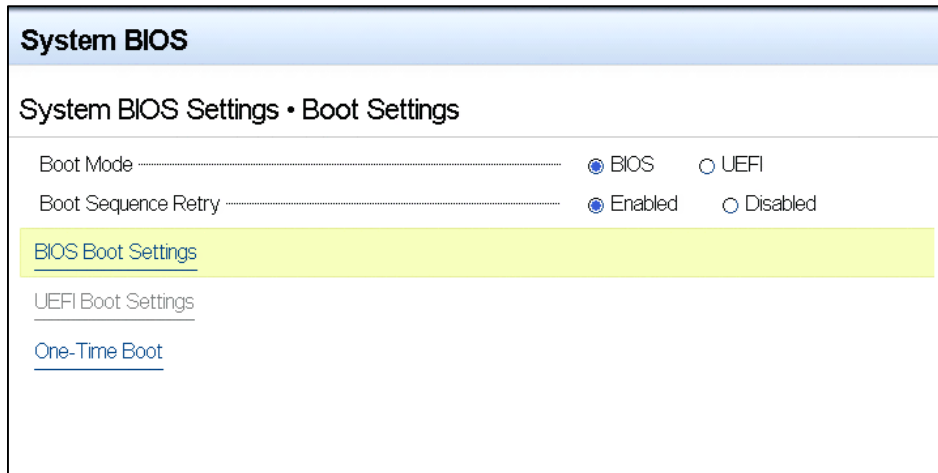 System BIOS
System BIOS Settings • Boot Settings
Boot Mode BIOS UEFI
Boot Sequence Retry Enabled Disabled
BIOS Boot Settings
UEFI Boot Settings
One-Time Boot